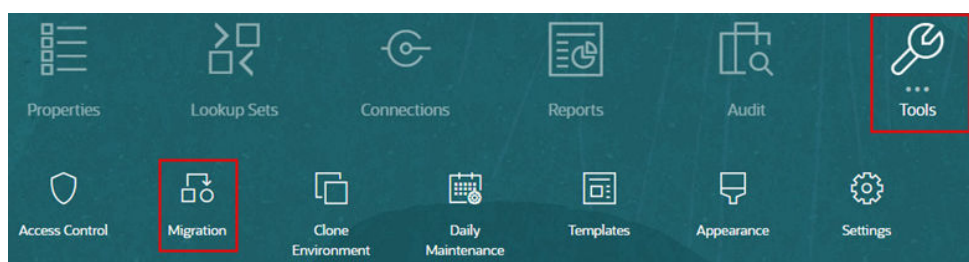 Properties
Lookup Sets
Connections
Reports
Audit
Tools
Access Control
Migration
Clone
Environment
Daily
Maintenance
Templates
Appearance
Settings